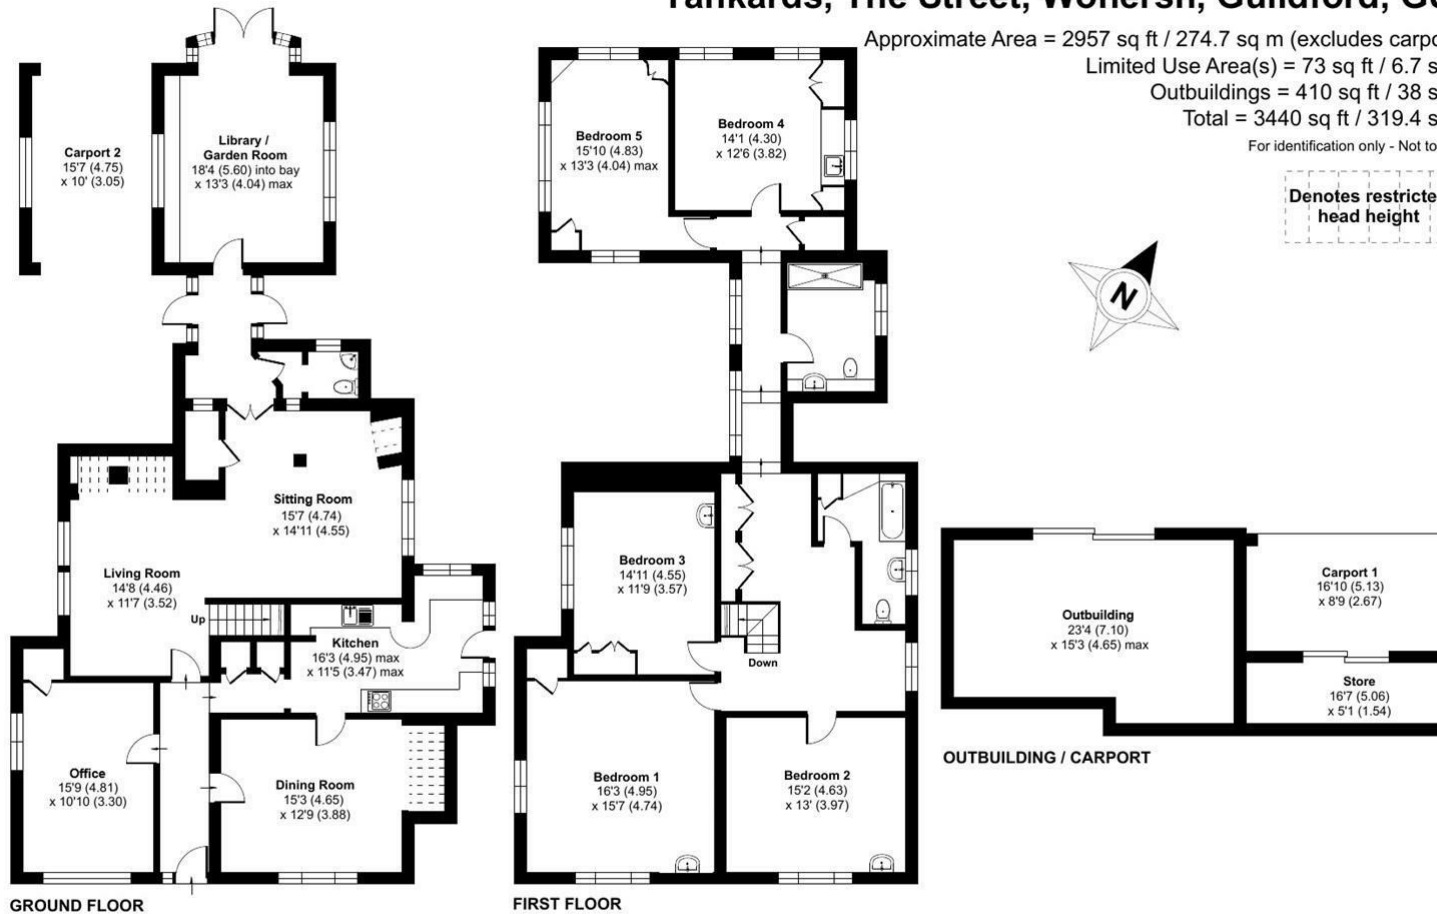 Approximate Area = 2957 sq ft / 274.7 sq m (excludes
Limited Use Area(s) = 73 sq ft / 6.7
Outbuildings = 410 sq ft / 38
Total = 3440 sq ft / 319.4
For identification only - Not to
Denotes
head height
N
Carport 2
15'7 (4.75)
x 10' (3.05)
Library /
Garden Room
18'4 (5.60) into bay
x 13'3 (4.04) max
Sitting Room
15'7 (4.74)
x 14'11 (4.55)
Living Room
14'8 (4.46)
x 11'7 (3.52)
Up
Kitchen
16'3 (4.95) max
x 11'5 (3.47) max
Office
15'9 (4.81)
x 10'10 (3.30)
Dining Room
15'3 (4.65)
x 12'9 (3.88)
GROUND FLOOR
Bedroom 5
15'10 (4.83)
x 13'3 (4.04) max
Bedroom 4
14'1 (4.30)
x 12'6 (3.82)
Bedroom 3
14'11 (4.55)
x 11'9 (3.57)
Down
Bedroom 1
16'3 (4.95)
x 15'7 (4.74)
Bedroom 2
15'2 (4.63)
x 13' (3.97)
FIRST FLOOR
Outbuilding
23'4 (7.10)
x 15'3 (4.65) max
Carport 1
16'10 (5.13)
x 8'9 (2.67)
Store
16'7 (5.06)
x 5'1 (1.54)
OUTBUILDING / CARPORT